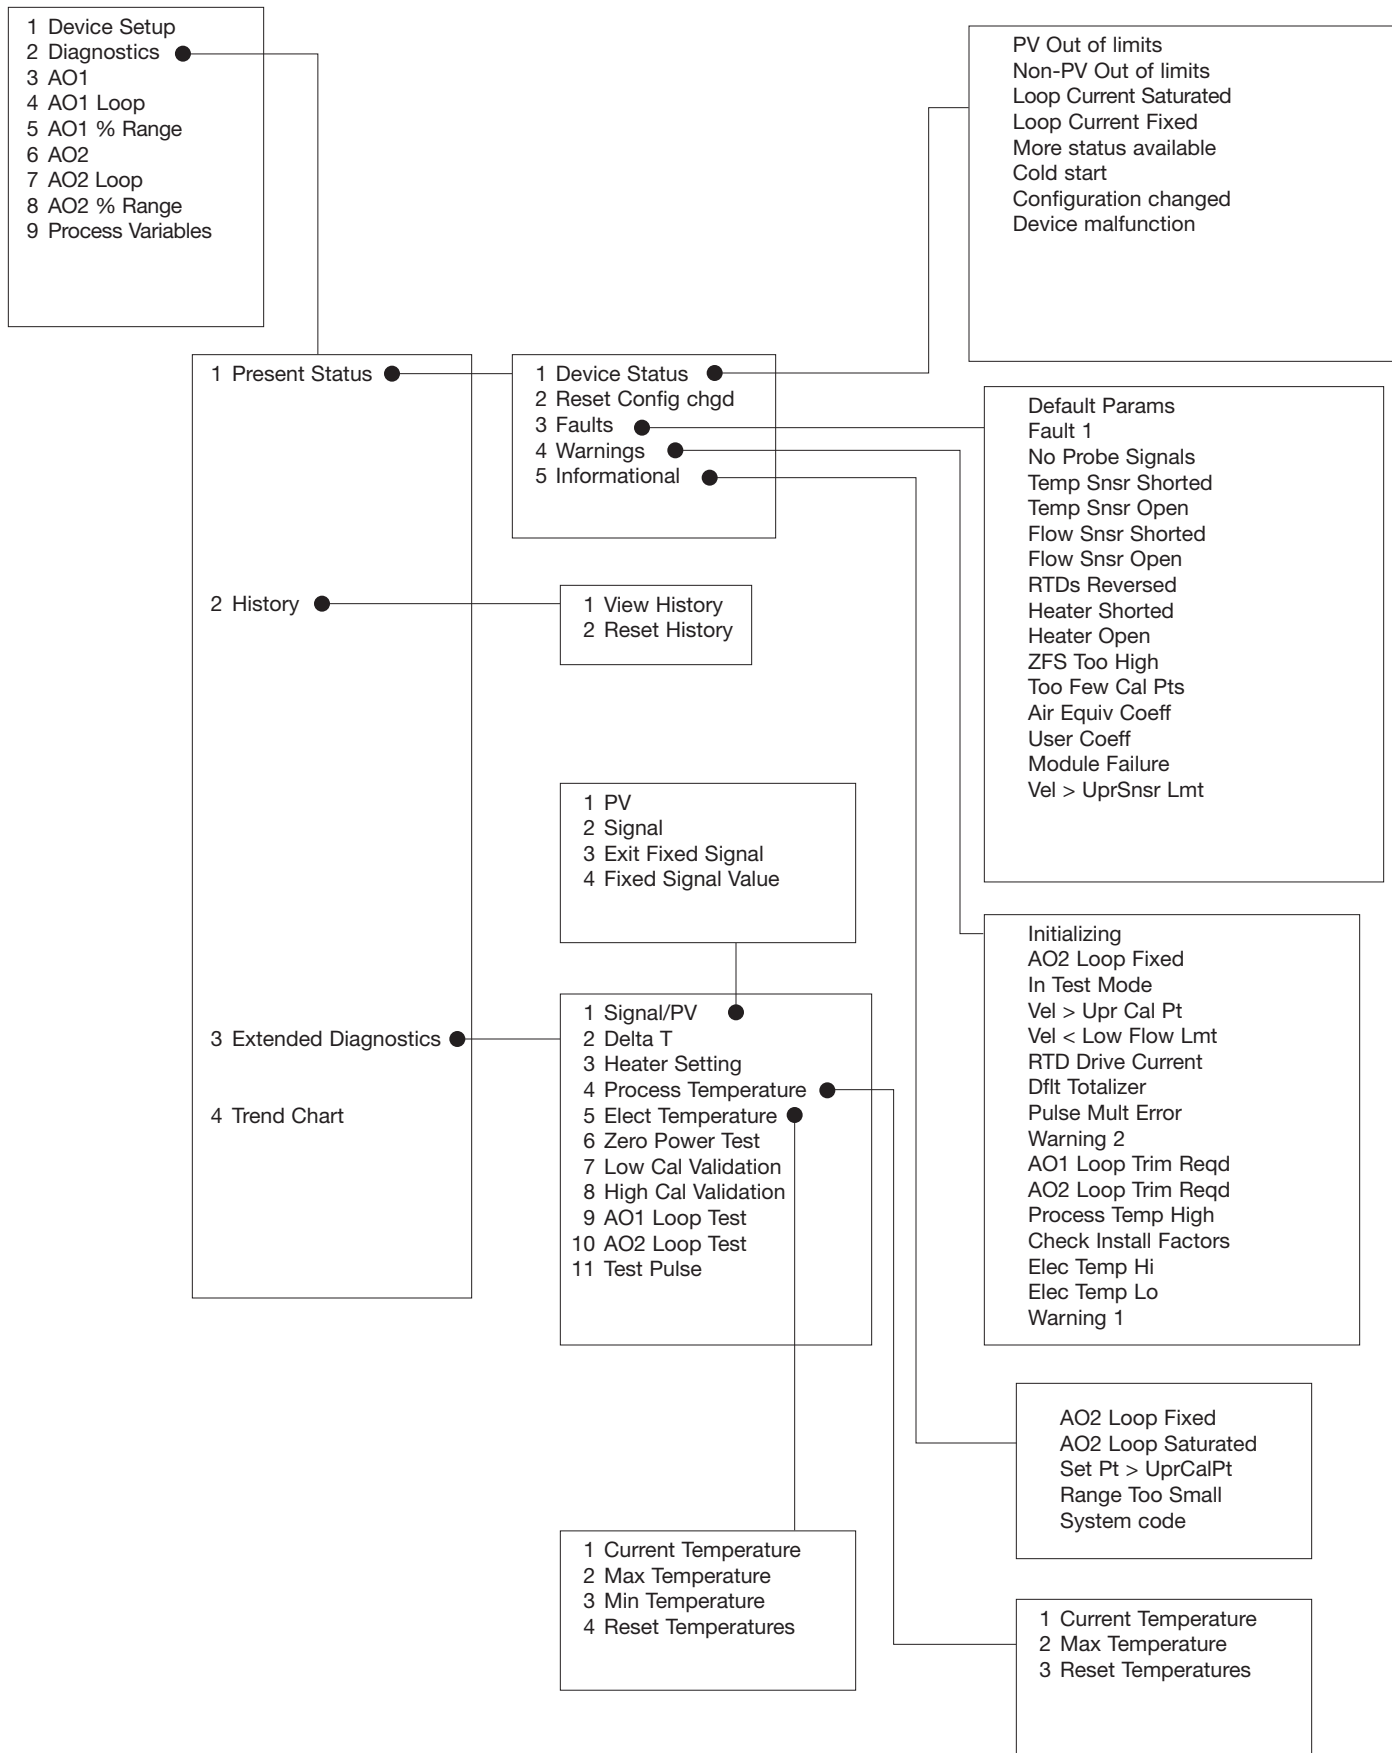 1 Device Setup
2 Diagnostics
3 AO1
4 AO1 Loop
5 AO1 % Range
6 AO2
7 AO2 Loop
8 AO2 % Range
9 Process Variables
PV Out of limits
Non-PV Out of limits
Loop Current Saturated
Loop Current Fixed
More status available
Cold start
Configuration changed
Device malfunction
1 Present Status
2 History
3 Extended Diagnostics
4 Trend Chart
1 Device Status
2 Reset Config chgd
3 Faults
4 Warnings
5 Informational
Default Params
Fault 1
No Probe Signals
Temp Snsr Shorted
Temp Snsr Open
Flow Snsr Shorted
Flow Snsr Open
RTDs Reversed
Heater Shorted
Heater Open
ZFS Too High
Too Few Cal Pts
Air Equiv Coeff
User Coeff
Module Failure
Vel > UprSnsr Lmt
1 View History
2 Reset History
1 PV
2 Signal
3 Exit Fixed Signal
4 Fixed Signal Value
1 Signal/PV
2 Delta T
3 Heater Setting
4 Process Temperature
5 Elect Temperature
6 Zero Power Test
7 Low Cal Validation
8 High Cal Validation
9 AO1 Loop Test
10 AO2 Loop Test
11 Test Pulse
Initializing
AO2 Loop Fixed
In Test Mode
Vel > Upr Cal Pt
Vel < Low Flow Lmt
RTD Drive Current
Dflt Totalizer
Pulse Mult Error
Warning 2
AO1 Loop Trim Reqd
AO2 Loop Trim Reqd
Process Temp High
Check Install Factors
Elec Temp Hi
Elec Temp Lo
Warning 1
AO2 Loop Fixed
AO2 Loop Saturated
Set Pt > UprCalPt
Range Too Small
System code
1 Current Temperature
2 Max Temperature
3 Min Temperature
4 Reset Temperatures
1 Current Temperature
2 Max Temperature
3 Reset Temperatures